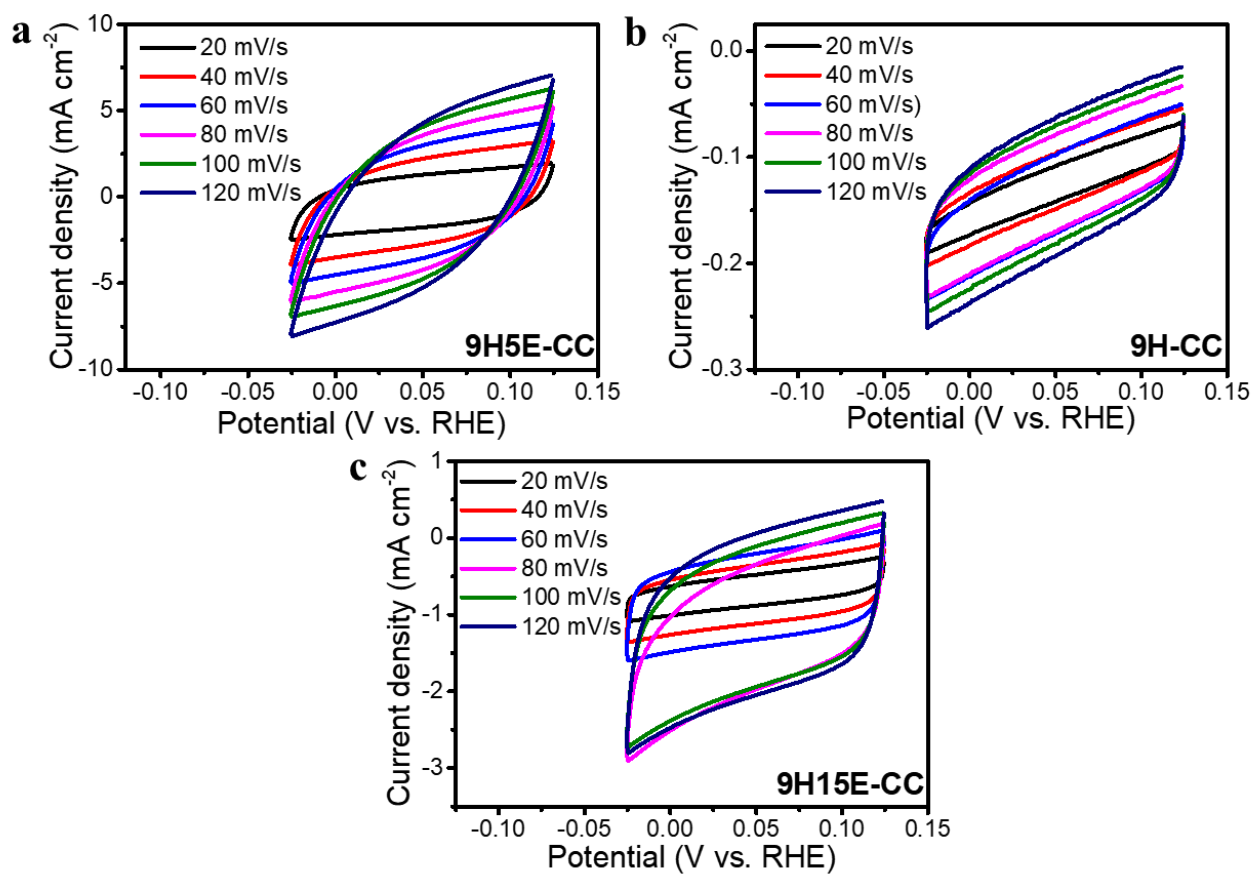 a
10
5
0
-5
-10
Current density (mA cm-2)
20 mV/s
40 mV/s
60 mV/s
80 mV/s
100 mV/s
120 mV/s
9H5E-CC
-0.10 -0.05 0.00 0.05 0.10 0.15
Potential (V vs. RHE)
b
0.0
-0.1
-0.2
-0.3
Current density (mA cm-2)
20 mV/s
40 mV/s
60 mV/s)
80 mV/s
100 mV/s
120 mV/s
9H-CC
-0.10 -0.05 0.00 0.05 0.10 0.15
Potential (V vs. RHE)
c
1
0
-1
-2
-3
Current density (mA cm-2)
20 mV/s
40 mV/s
60 mV/s
80 mV/s
100 mV/s
120 mV/s
9H15E-CC
-0.10 -0.05 0.00 0.05 0.10 0.15
Potential (V vs. RHE)